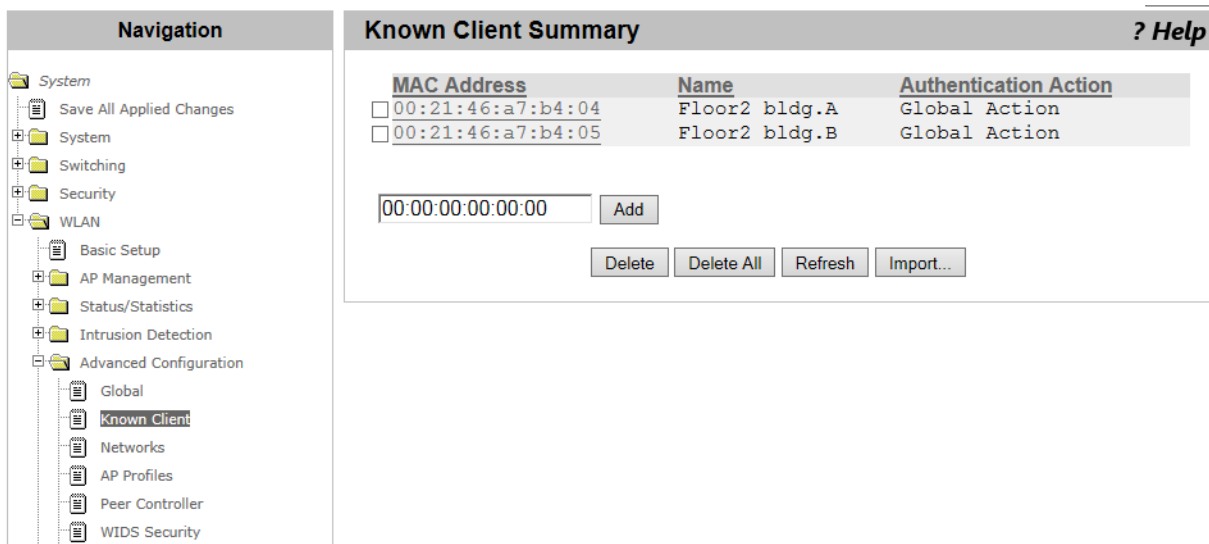 Navigation
System
Save All Applied Changes
System
Switching
Security
WLAN
Basic Setup
AP Management
Status/Statistics
Intrusion Detection
Advanced Configuration
Global
Known Client
Networks
AP Profiles
Peer Controller
WIDS Security
Known Client Summary ? Help
MAC Address Name Authentication Action
00:21:46:a7:b4:04 Floor2 bldg.A Global Action
00:21:46:a7:b4:05 Floor2 bldg.B Global Action
00:00:00:00:00:00 Add
Delete Delete All Refresh Import...